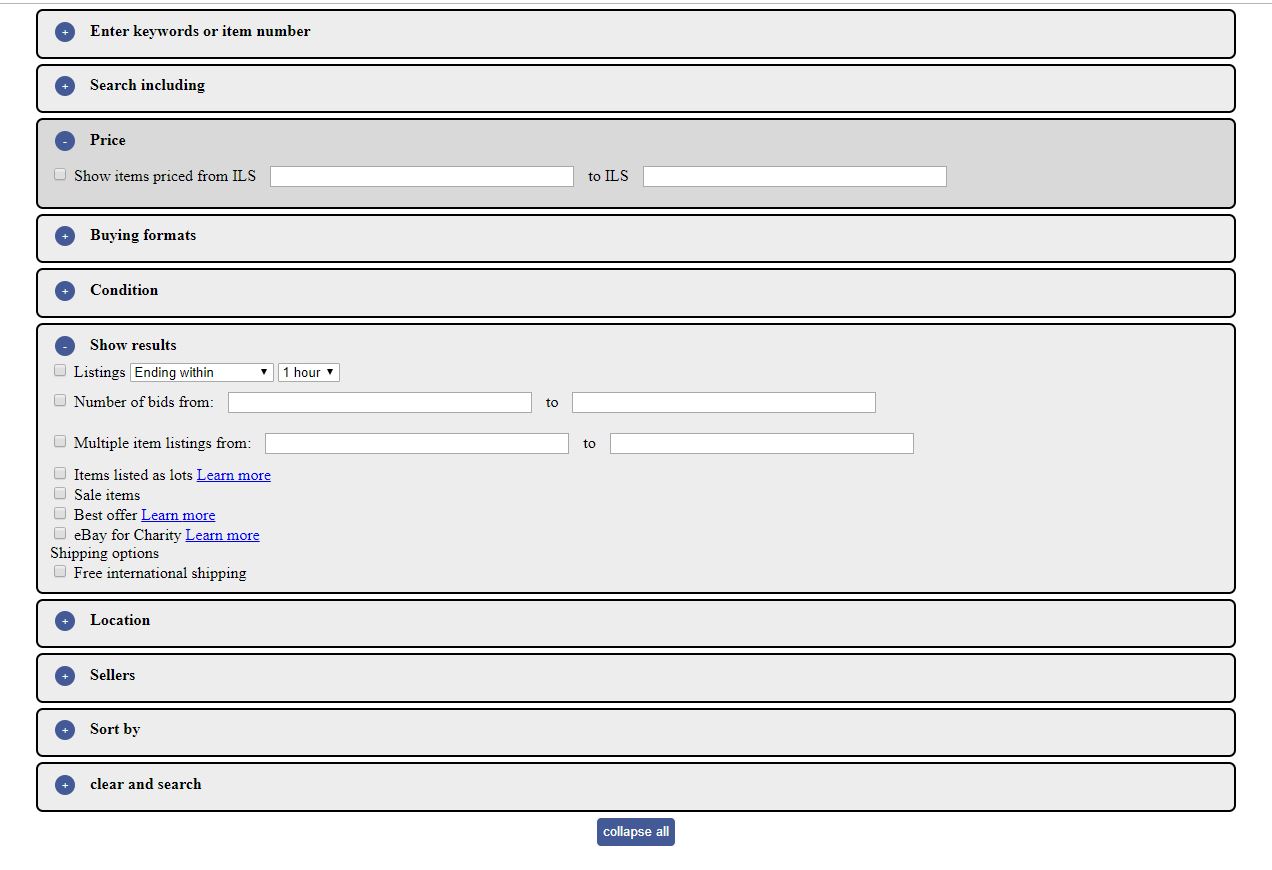 + Enter keywords or item number
+ Search including
- Price
Show items priced from ILS to ILS
+ Buying formats
+ Condition
- Show results
Listings Ending within 1 hour
Number of bids from: to
Multiple item listings from: to
Items listed as lots Learn more
Sale items
Best offer Learn more
eBay for Charity Learn more
Shipping options
Free international shipping
+ Location
+ Sellers
+ Sort by
+ clear and search
collapse all